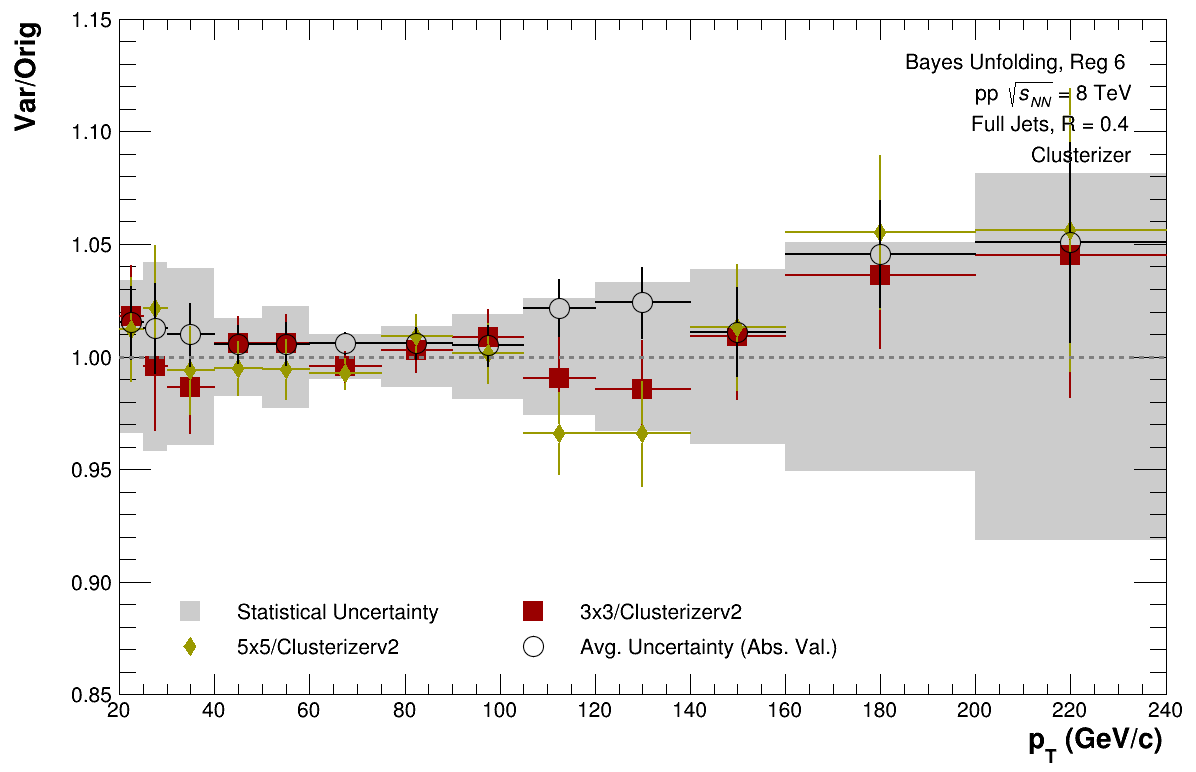 Var/Orig
1.15
1.10
1.05
1.00
0.95
0.90
0.85
Bayes Unfolding, Reg 6
pp √s_NN = 8 TeV
Full Jets, R = 0.4
Clusterizer
Statistical Uncertainty
3x3/Clusterizerv2
5x5/Clusterizerv2
Avg. Uncertainty (Abs. Val.)
20 40 60 80 100 120 140 160 180 200 220 240
p_T (GeV/c)